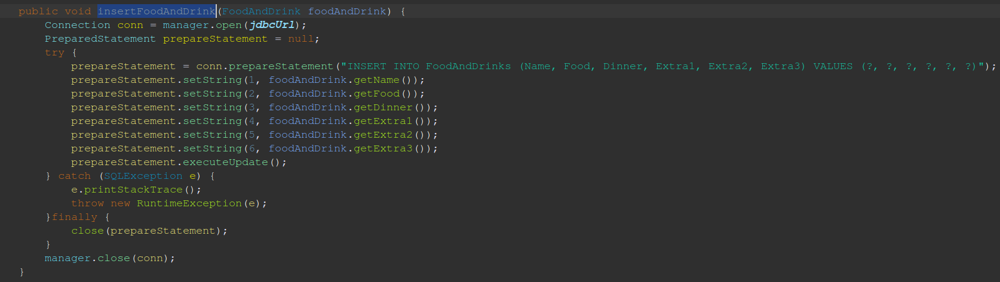 public void insertFoodAndDrink(FoodAndDrink foodAndDrink) {
Connection conn = manager.open(jdbcUrl);
PreparedStatement prepareStatement = null;
try {
prepareStatement = conn.prepareStatement("INSERT INTO FoodAndDrinks (Name, Food, Dinner, Extra1, Extra2, Extra3) VALUES (?, ?, ?, ?, ?, ?)");
prepareStatement.setString(1, foodAndDrink.getName());
prepareStatement.setString(2, foodAndDrink.getFood());
prepareStatement.setString(3, foodAndDrink.getDinner());
prepareStatement.setString(4, foodAndDrink.getExtra1());
prepareStatement.setString(5, foodAndDrink.getExtra2());
prepareStatement.setString(6, foodAndDrink.getExtra3());
prepareStatement.executeUpdate();
} catch (SQLException e) {
e.printStackTrace();
throw new RuntimeException(e);
}finally {
close(prepareStatement);
}
manager.close(conn);
}